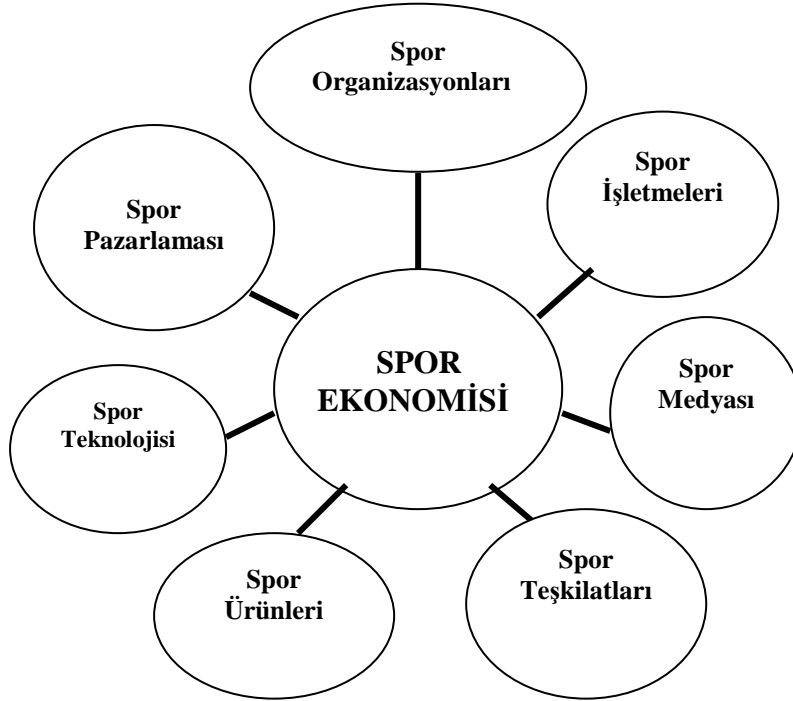 Spor
Organizasyonları
Spor
İşletmeleri
Spor
Pazarlaması
SPOR
EKONOMİSİ
Spor
Medyası
Spor
Teknolojisi
Spor
Ürünleri
Spor
Teşkilatları